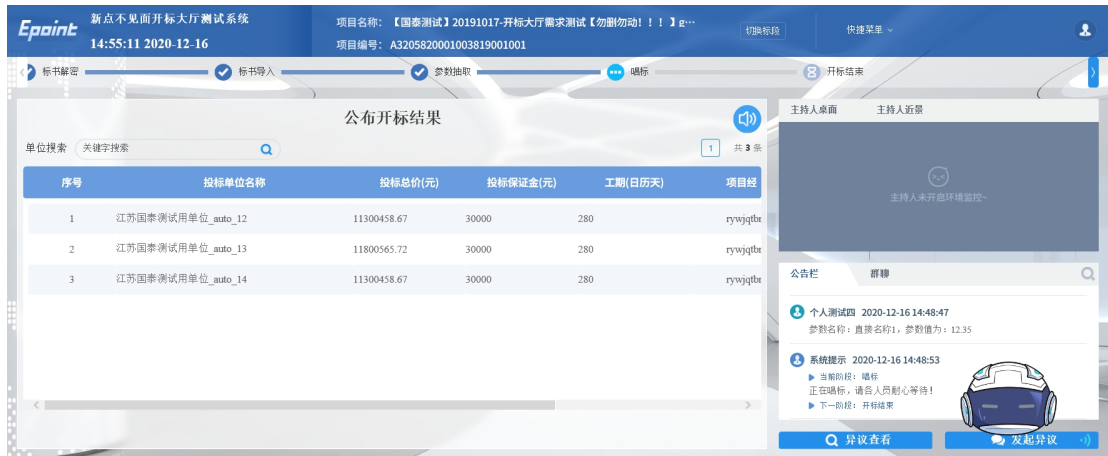 Epoint
新点不见面开标大厅测试系统
14:55:11 2020-12-16
项目名称: 【国泰测试】20191017-开标大厅需求测试【勿删勿动！！！】g…
项目编号: A3205820001003819001001
切换标段
快捷菜单
标书解密
标书导入
参数抽取
唱标
8 开标结束
公布开标结果
单位搜索 关键字搜索
1 共 3 条
序号 投标单位名称 投标总价(元) 投标保证金(元) 工期(日历天) 项目经
1 江苏国泰测试用单位_auto_12 11300458.67 30000 280 rywjqtbr
2 江苏国泰测试用单位_auto_13 11800565.72 30000 280 rywjqtbr
3 江苏国泰测试用单位_auto_14 11300458.67 30000 280 rywjqtbr
主持人桌面 主持人近景
主持人未开启环境监控~
公告栏 群聊
个人测试四 2020-12-16 14:48:47
参数名称：直接名称1，参数值为：12.35
系统提示 2020-12-16 14:48:53
当前阶段: 唱标
正在唱标，请各人员耐心等待！
下一阶段: 开标结束
异议查看
发起异议